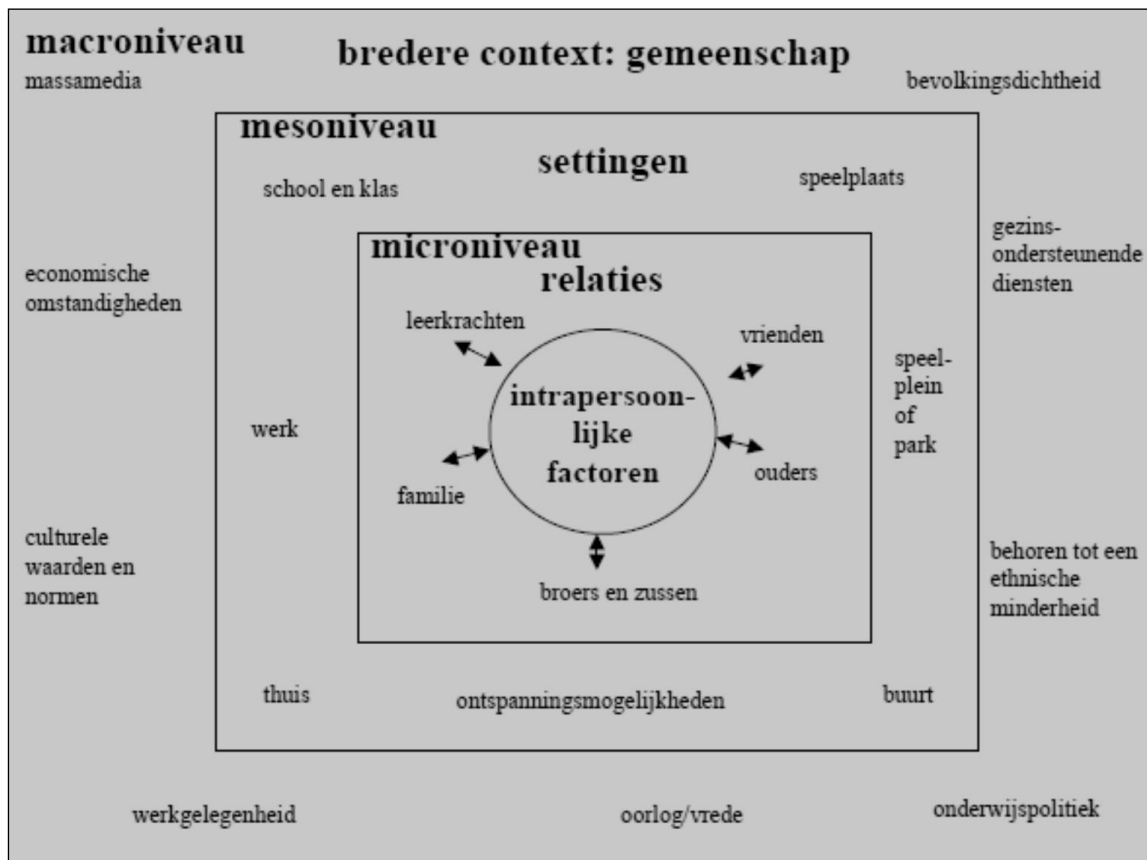 macroniveau
bredere context: gemeenschap
massamedia
bevolkingsdichtheid
mesoniveau
settingen
school en klas
speelplaats
microniveau
relaties
gezins-
ondersteunende
diensten
economische
omstandigheden
leerkrachten
vrienden
speel-
plein
of
park
intrapersoon-
lijke
factoren
werk
ouders
familie
culturele
waarden en
normen
behoren tot een
ethnische
minderheid
broers en zussen
thuis
ontspanningsmogelijkheden
buurt
werkgelegenheid
oorlog/vrede
onderwijspolitiek